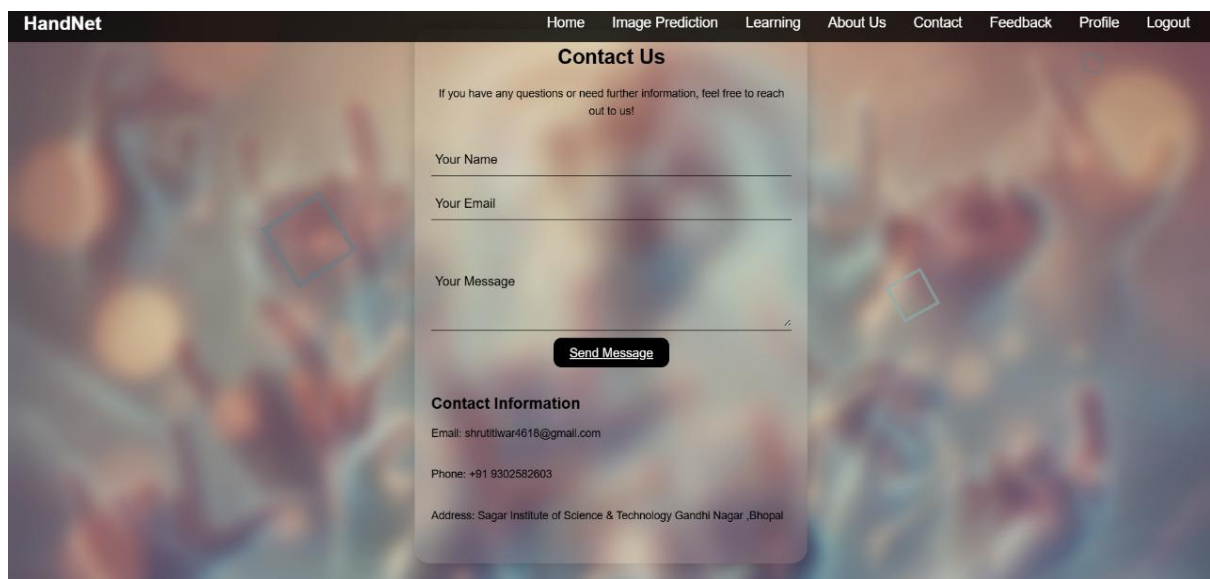 HandNet Home Image Prediction Learning About Us Contact Feedback Profile Logout
Contact Us
If you have any questions or need further information, feel free to reach
out to us!
Your Name
Your Email
Your Message
Send Message
Contact Information
Email: shrutitiwar4618@gmail.com
Phone: +91 9302582603
Address: Sagar Institute of Science & Technology Gandhi Nagar ,Bhopal